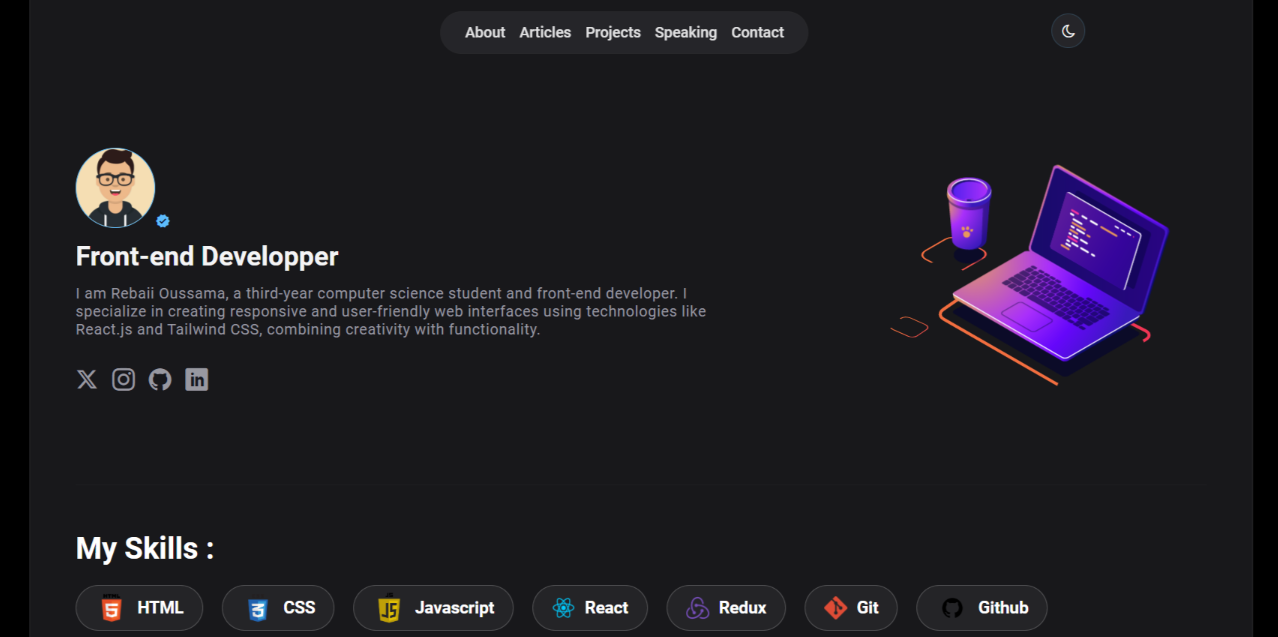 About Articles Projects Speaking Contact
Front-end Developper
I am Rebaii Oussama, a third-year computer science student and front-end developer. I
specialize in creating responsive and user-friendly web interfaces using technologies like
React.js and Tailwind CSS, combining creativity with functionality.
My Skills :
HTML CSS Javascript React Redux Git Github